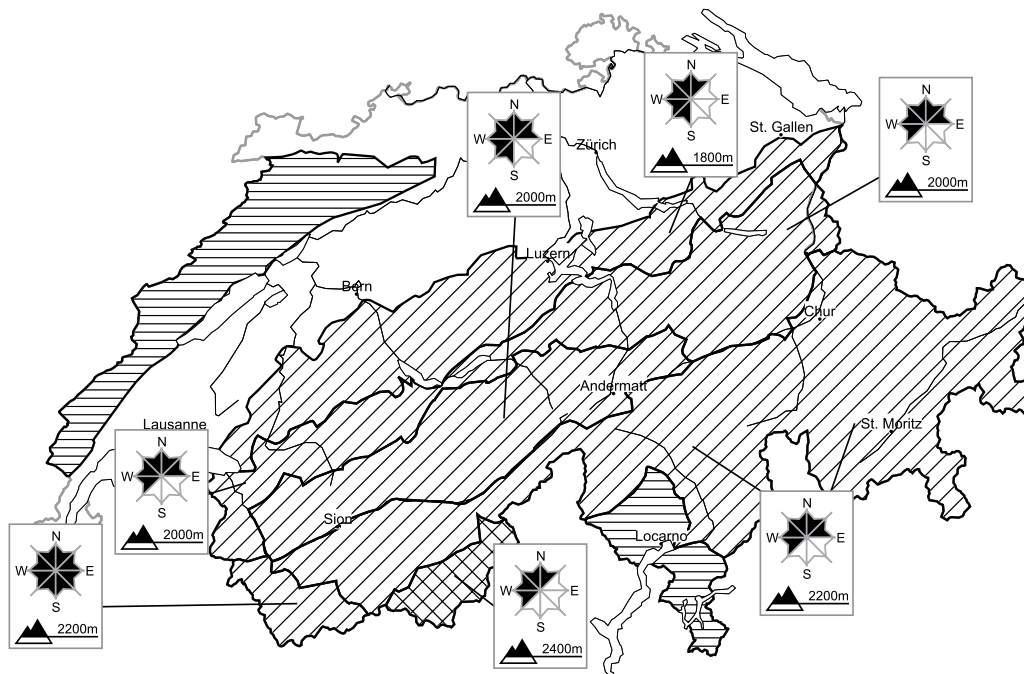 N
W E
S
1800m
N
W E
S
2000m
N
W E
S
2000m
St. Gallen
Zürich
Luzern
Bern
Chur
Andermatt
St. Moritz
Lausanne
N
W E
S
2000m
Sion
Locarno
N
W E
S
2200m
N
W E
S
2200m
N
W E
S
2400m